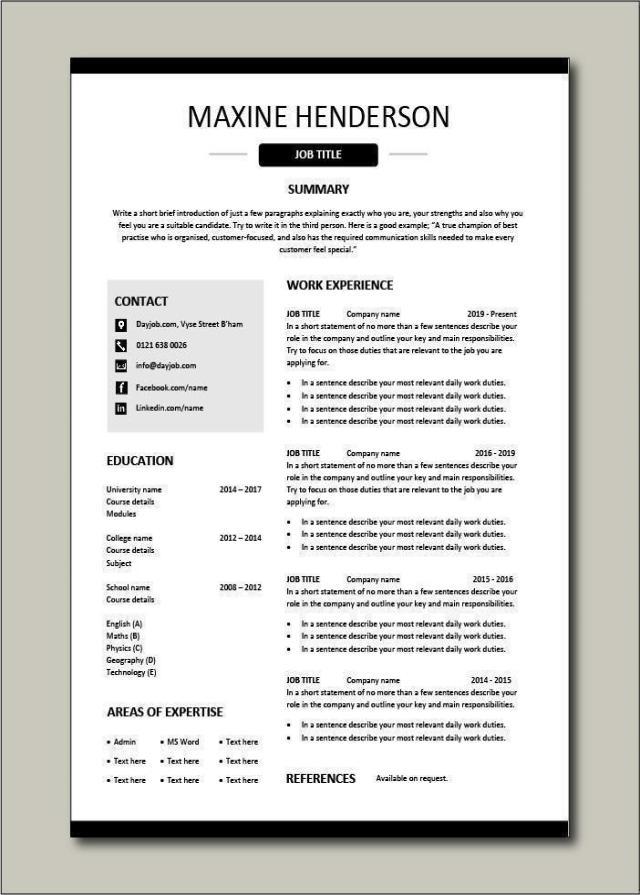 MAXINE HENDERSON
JOB TITLE
SUMMARY
Write a short brief introduction of just a few paragraphs explaining exactly who you are, your strengths and also why you
feel you are a suitable candidate. Try to write it in the third person. Here is a good example; “A true champion of best
practise who is organised, customer-focused, and also has the required communication skills needed to make every
customer feel special.”
CONTACT
Dayjob.com, Vyse Street B’ham
0121 638 0026
info@dayjob.com
Facebook.com/name
Linkedin.com/name
EDUCATION
University name 2014 – 2017
Course details
Modules
College name 2012 – 2014
Course details
Subject
School name 2008 – 2012
Course details
English (A)
Maths (B)
Physics (C)
Geography (D)
Technology (E)
AREAS OF EXPERTISE
• Admin • MS Word • Text here
• Text here • Text here • Text here
• Text here • Text here • Text here
WORK EXPERIENCE
JOB TITLE Company name 2019 - Present
In a short statement of no more than a few sentences describe your
role in the company and outline your key and main responsibilities.
Try to focus on those duties that are relevant to the job you are
applying for.
• In a sentence describe your most relevant daily work duties.
• In a sentence describe your most relevant daily work duties.
• In a sentence describe your most relevant daily work duties.
• In a sentence describe your most relevant daily work duties.
JOB TITLE Company name 2016 - 2019
In a short statement of no more than a few sentences describe your
role in the company and outline your key and main responsibilities.
Try to focus on those duties that are relevant to the job you are
applying for.
• In a sentence describe your most relevant daily work duties.
• In a sentence describe your most relevant daily work duties.
• In a sentence describe your most relevant daily work duties.
JOB TITLE Company name 2015 - 2016
In a short statement of no more than a few sentences describe your
role in the company and outline your key and main responsibilities.
• In a sentence describe your most relevant daily work duties.
• In a sentence describe your most relevant daily work duties.
• In a sentence describe your most relevant daily work duties.
JOB TITLE Company name 2014 - 2015
In a short statement of no more than a few sentences describe your
role in the company and outline your key and main responsibilities.
• In a sentence describe your most relevant daily work duties.
• In a sentence describe your most relevant daily work duties.
REFERENCES Available on request.